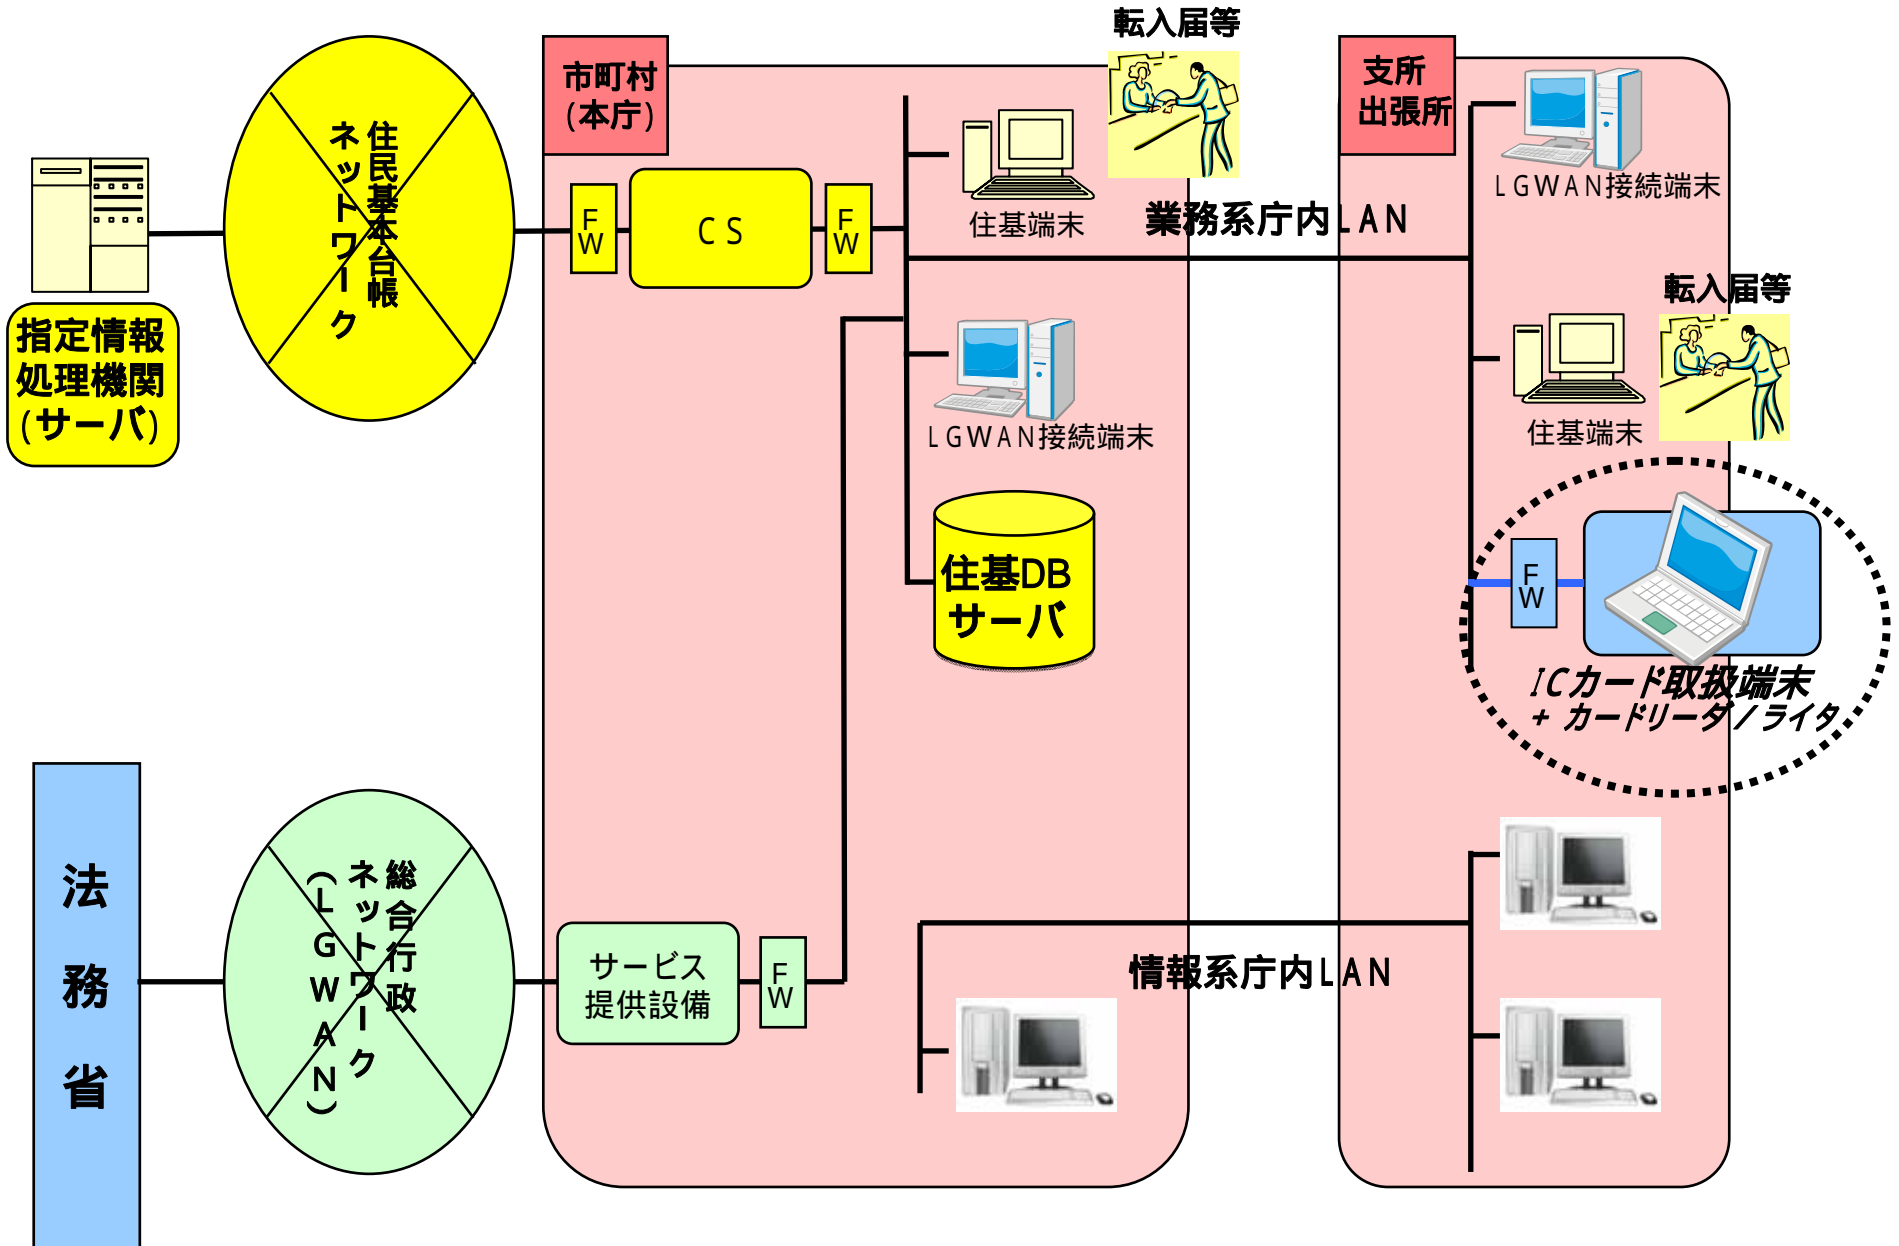 転入届等
市町村
(本庁)
支所
出張所
住民基本台帳
ネットワーク
FW
CS
FW
住基端末
業務系庁内LAN
LGWAN接続端末
転入届等
指定情報
処理機関
(サーバ)
LGWAN接続端末
住基端末
住基DB
サーバ
FW
ICカード取扱端末
+ カードリーダ/ライタ
法務省
総合行政
ネットワーク
(LGWAN)
サービス
提供設備
FW
情報系庁内LAN